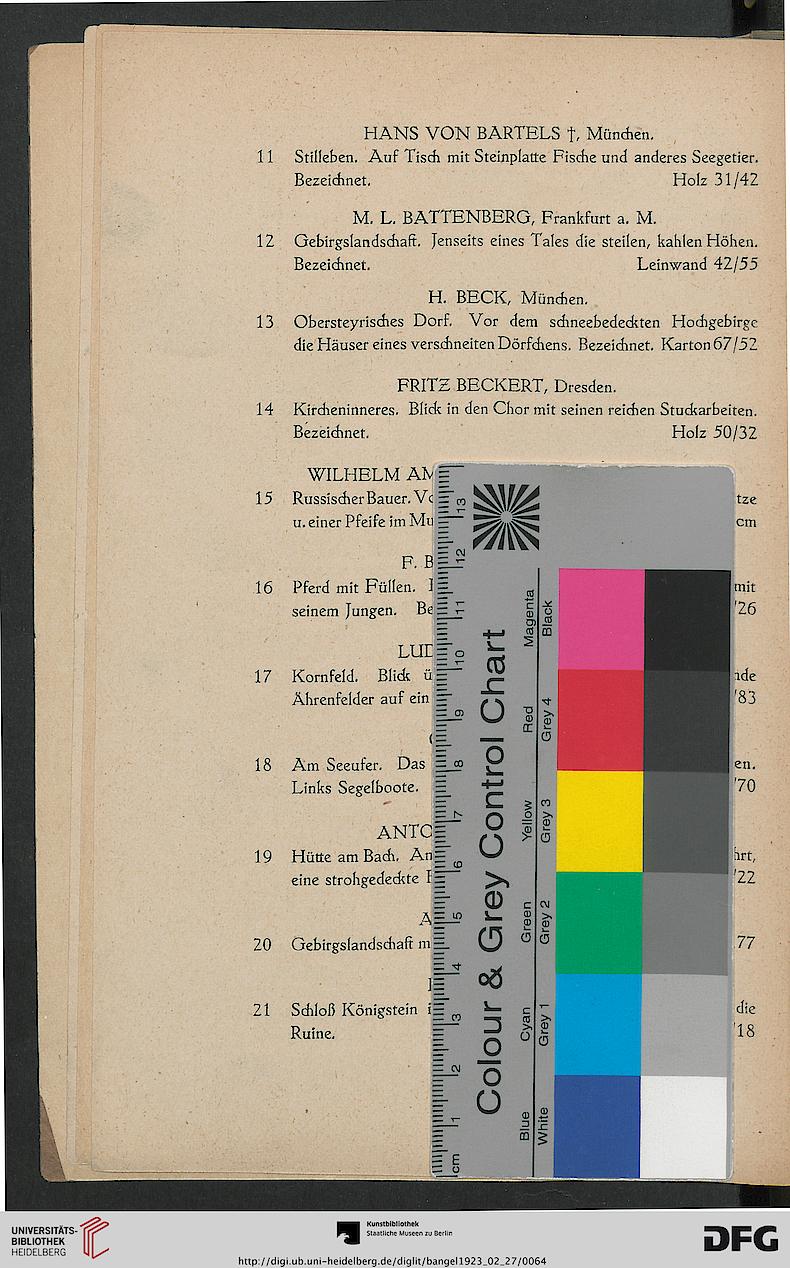 HANS VON BARTELS †, München.
11 Stilleben. Auf Tisch mit Steinplatte Fische und anderes Seegetier.
Bezeichnet. Holz 31/42
M. L. BATTENBERG, Frankfurt a. M.
12 Gebirgslandschaft. Jenseits eines Tales die steilen, kahlen Höhen.
Bezeichnet. Leinwand 42/55
H. BECK, München.
13 Obersteyrisches Dorf. Vor dem schneebedeckten Hochgebirge
die Häuser eines verschneiten Dörfchens. Bezeichnet. Karton 67/52
FRITZ BECKERT, Dresden.
14 Kircheninneres. Blick in den Chor mit seinen reichen Stuckarbeiten.
Bezeichnet. Holz 50/32
WILHELM
15 Russischer Bauer. tze
u. einer Pfeife im cm
F.
16 Pferd mit Füllen. mit
seinem Jungen. /26
17 Kornfeld. Blick
Ährenfelder auf ein /83
18 Am Seeufer. Das en.
Links Segelboote. /70
19 Hütte am Bach. hrt,
eine strohgedeckte /22
20 Gebirgslandschaft 77
21 Schloß Königstein die
Ruine. /18
Colour & Grey Control Chart
Blue Cyan Green Yellow Red Magenta
White Grey 1 Grey 2 Grey 3 Grey 4 Black
cm 1 2 3 4 5 6 7 8 9 10 11 12 13
UNIVERSITÄTS-
BIBLIOTHEK
HEIDELBERG
Kunstbibliothek
Staatliche Museen zu Berlin
http://digi.ub.uni-heidelberg.de/diglit/bangel1923_02_27/0064
DFG